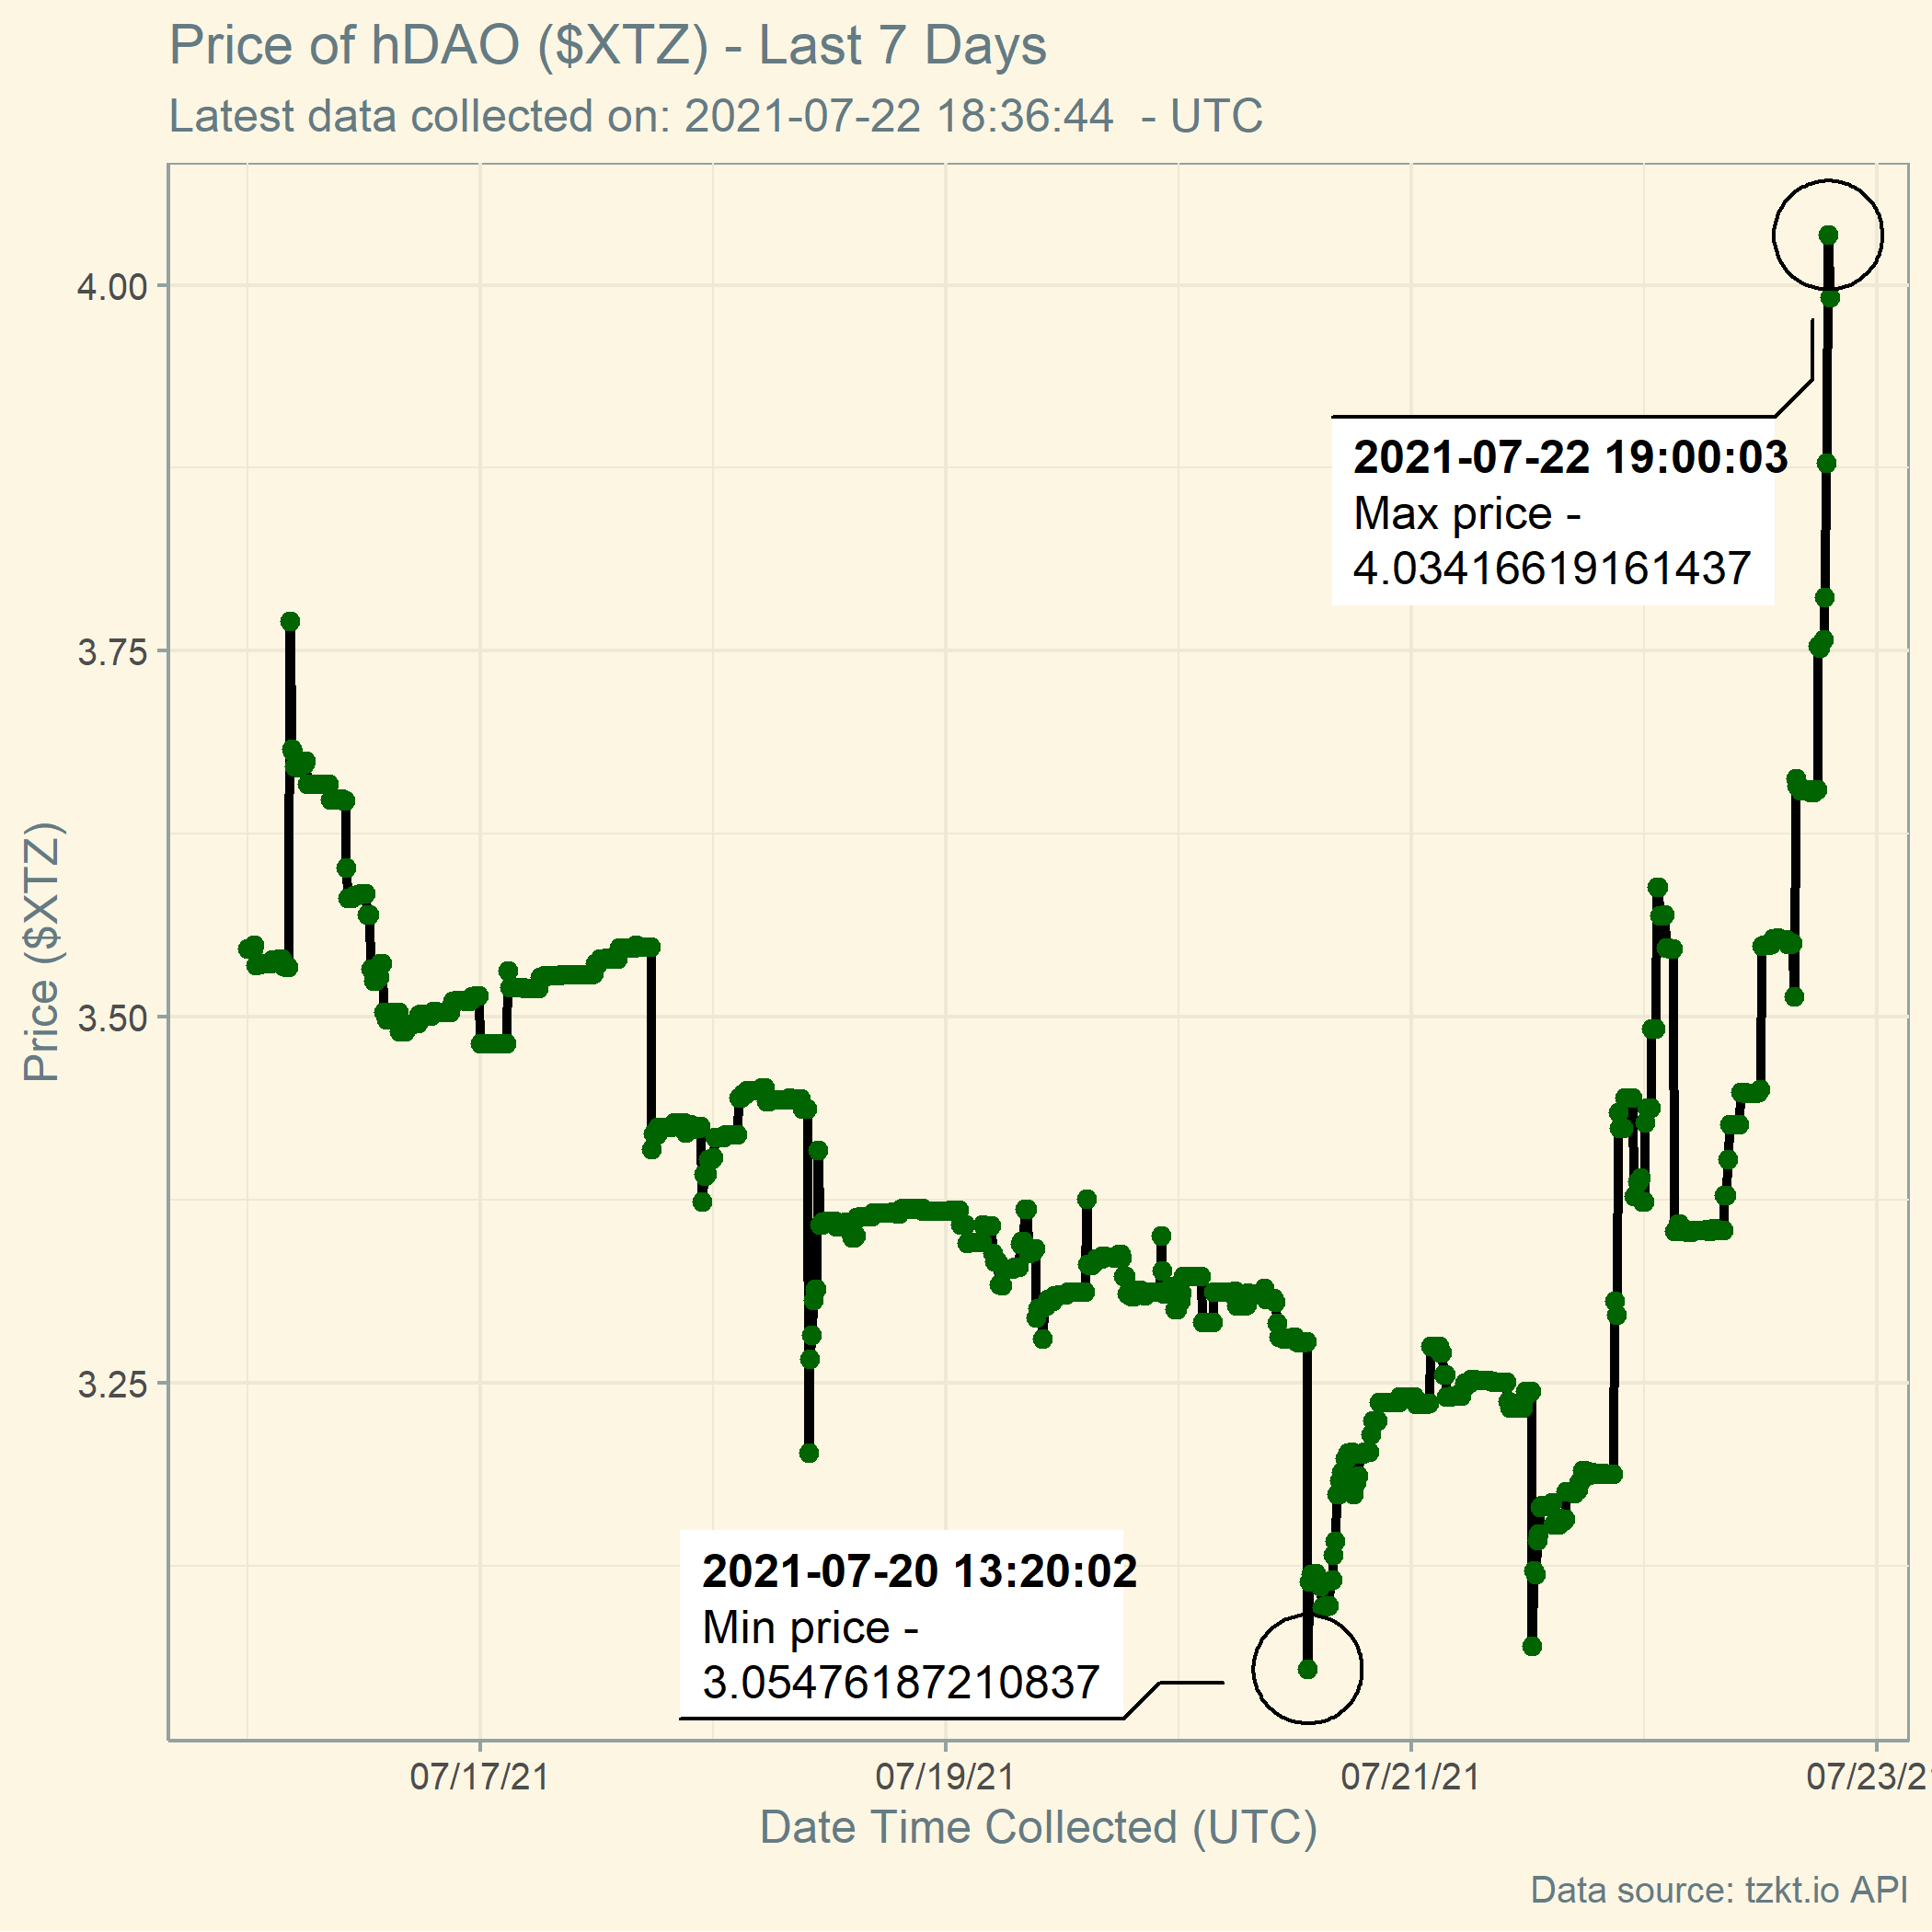 Price of hDAO ($XTZ) - Last 7 Days
Latest data collected on: 2021-07-22 18:36:44  - UTC
4.00
3.75
3.50
3.25
Price ($XTZ)
2021-07-22 19:00:03
Max price -
4.03416619161437
2021-07-20 13:20:02
Min price -
3.05476187210837
07/17/21
07/19/21
07/21/21
07/23/2
Date Time Collected (UTC)
Data source: tzkt.io API